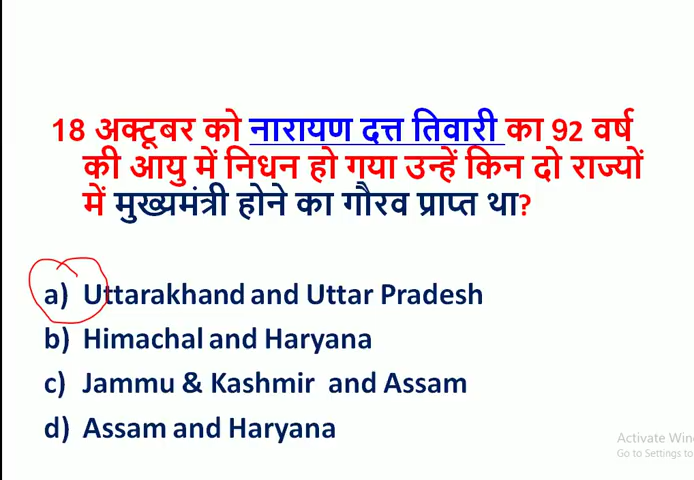 18 अक्टूबर को नारायण दत्त तिवारी का 92 वर्ष
की आयु में निधन हो गया उन्हें किन दो राज्यों
में मुख्यमंत्री होने का गौरव प्राप्त था?
a) Uttarakhand and Uttar Pradesh
b) Himachal and Haryana
c) Jammu & Kashmir and Assam
d) Assam and Haryana
Activate Win
Go to Settings to